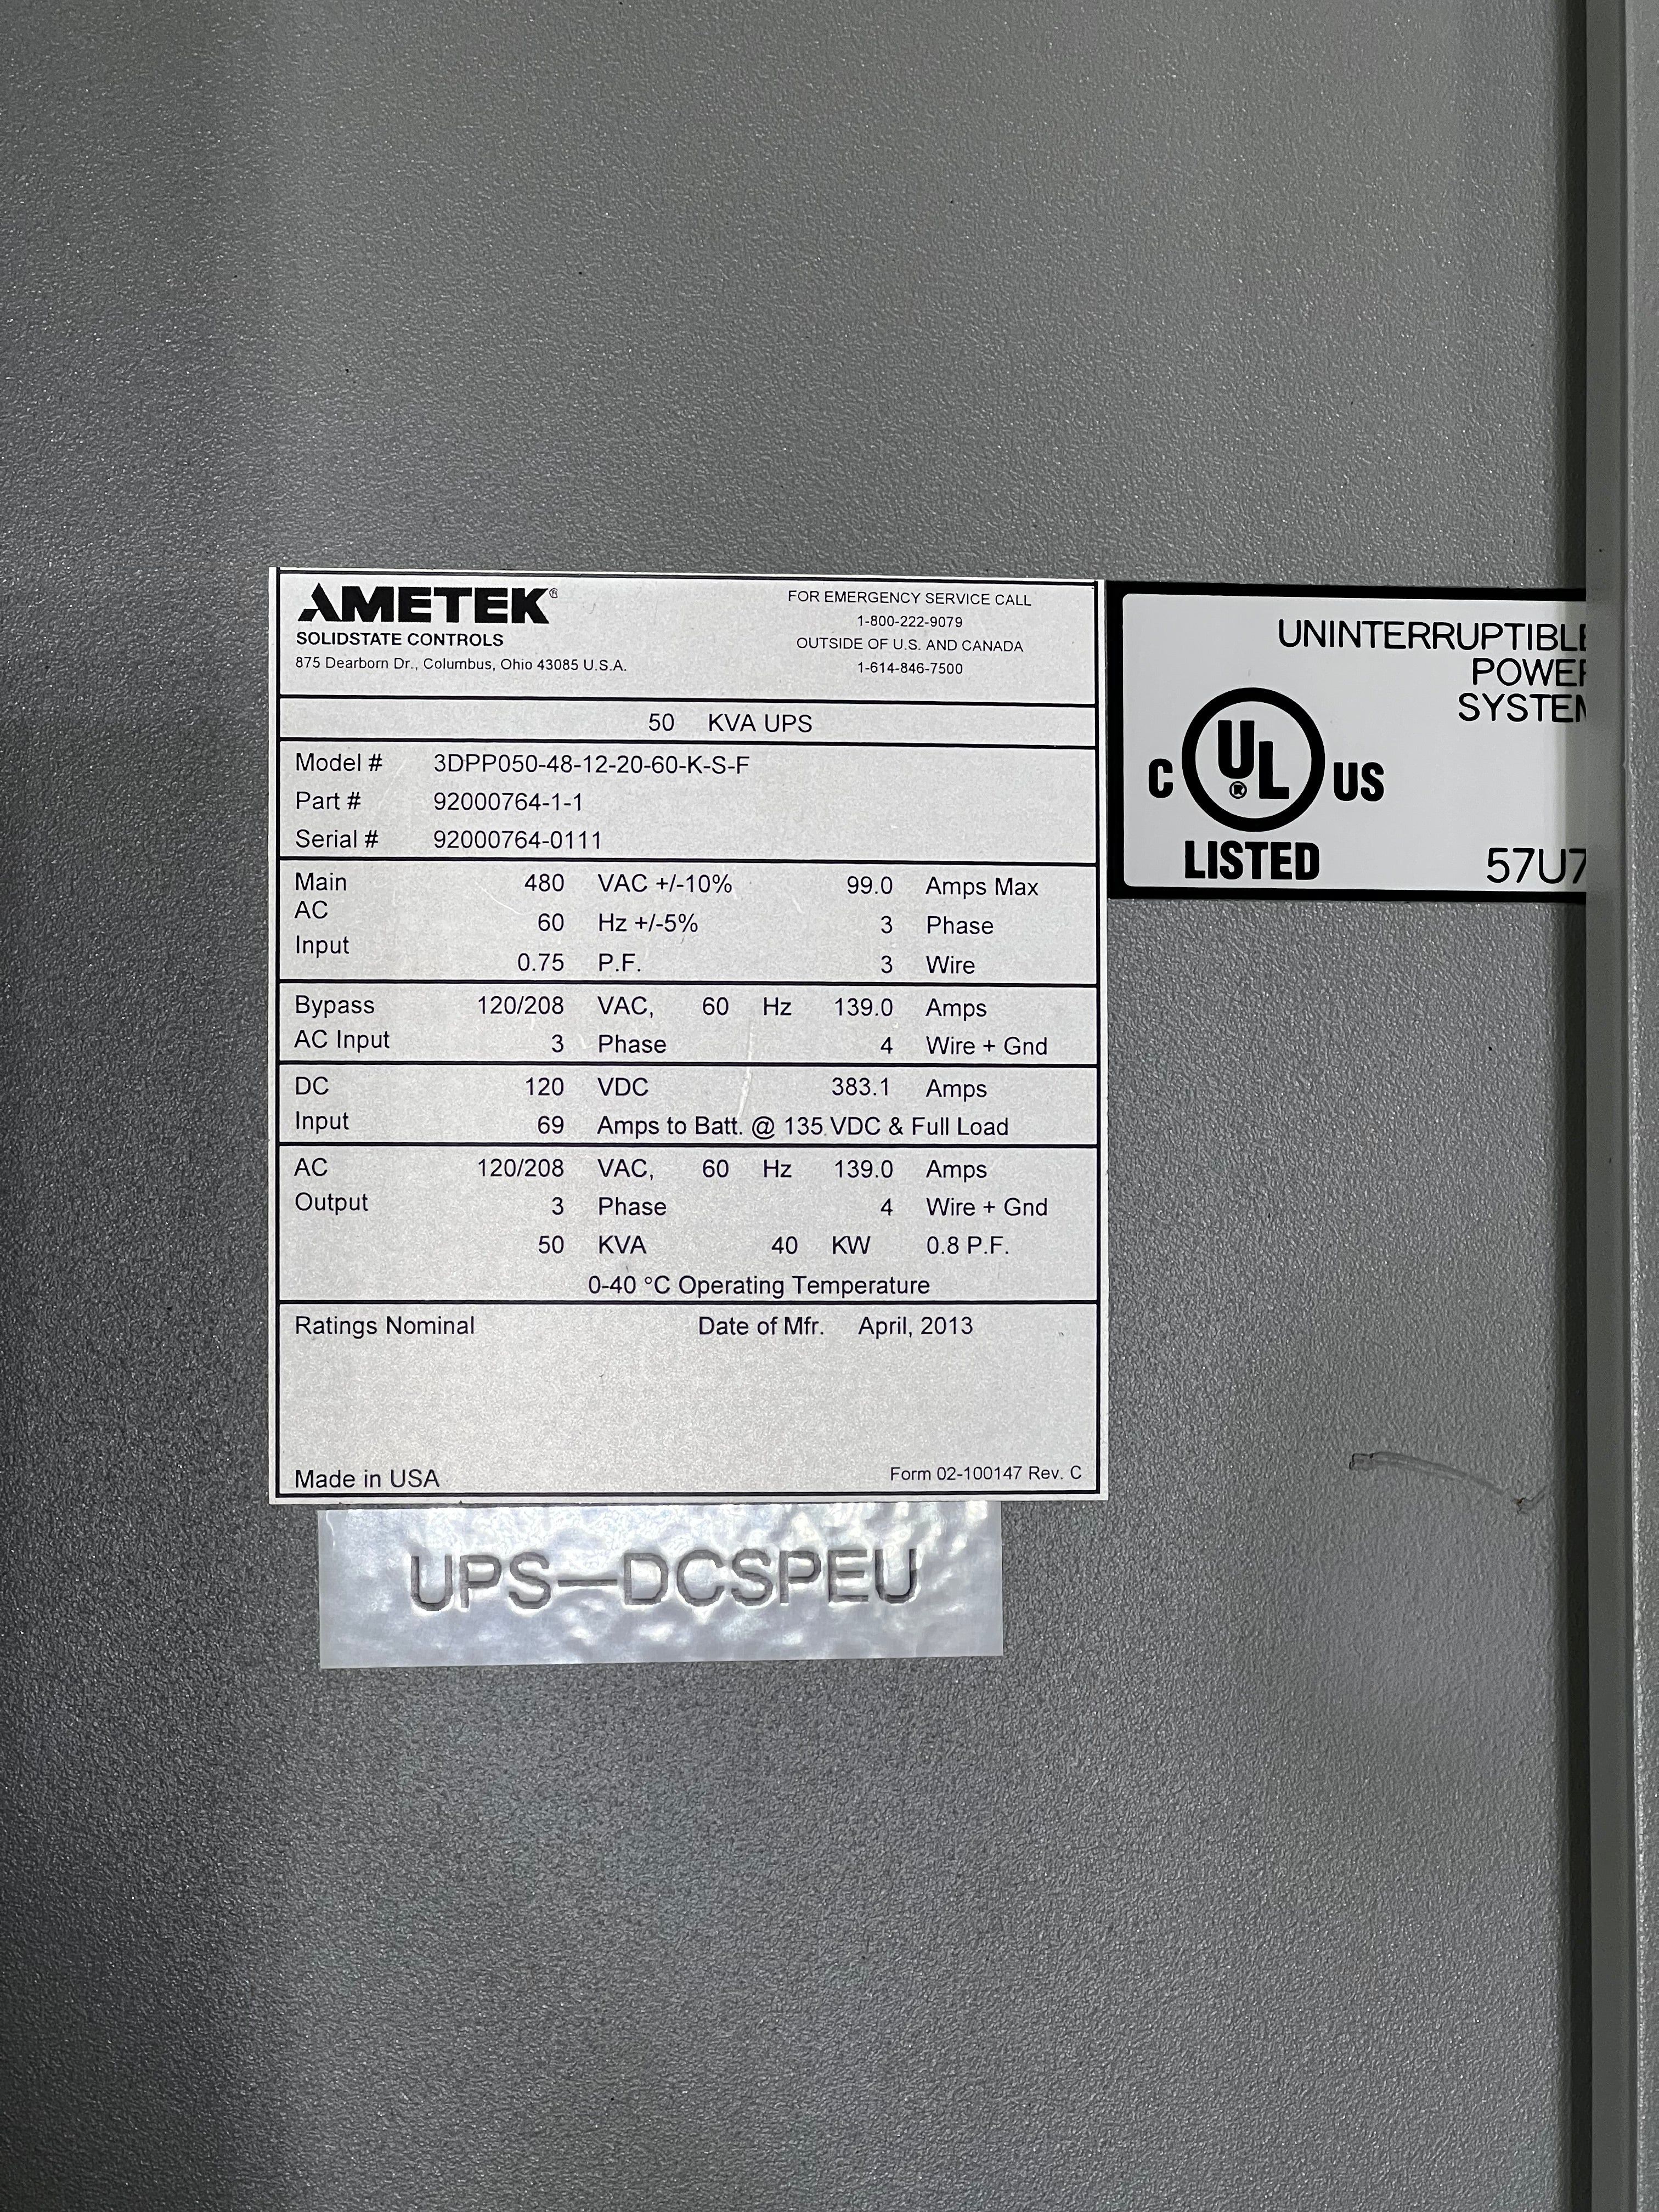 AMETEK®
SOLIDSTATE CONTROLS
875 Dearborn Dr., Columbus, Ohio 43085 U.S.A.
FOR EMERGENCY SERVICE CALL
1-800-222-9079
OUTSIDE OF U.S. AND CANADA
1-614-846-7500
50 KVA UPS
Model # 3DPP050-48-12-20-60-K-S-F
Part # 92000764-1-1
Serial # 92000764-0111
Main 480 VAC +/-10% 99.0 Amps Max
AC 60 Hz +/-5% 3 Phase
Input 0.75 P.F. 3 Wire
Bypass 120/208 VAC, 60 Hz 139.0 Amps
AC Input 3 Phase 4 Wire + Gnd
DC 120 VDC 383.1 Amps
Input 69 Amps to Batt. @ 135 VDC & Full Load
AC 120/208 VAC, 60 Hz 139.0 Amps
Output 3 Phase 4 Wire + Gnd
50 KVA 40 KW 0.8 P.F.
0-40 °C Operating Temperature
Ratings Nominal Date of Mfr. April, 2013
Made in USA Form 02-100147 Rev. C
UPS—DCSPEU
UNINTERRUPTIBLE
POWER
SYSTEM
C UL® US
LISTED 57U7